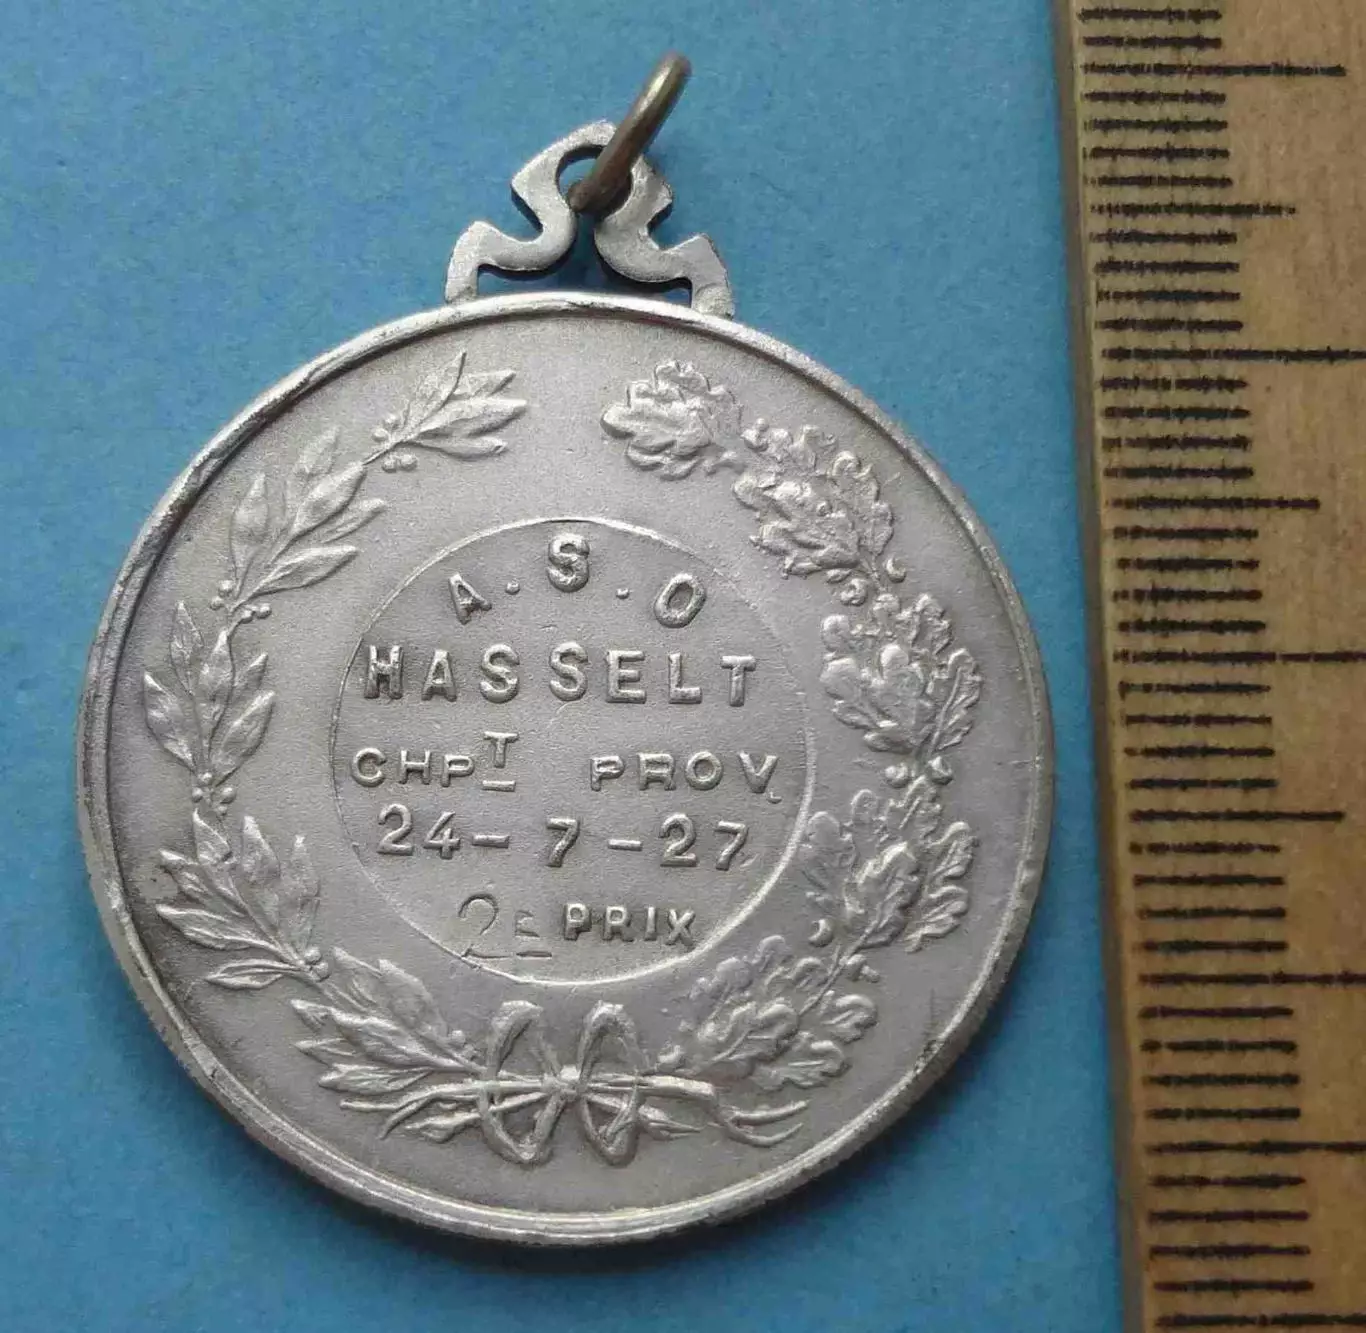 A.S.O
HASSELT
CHPT PROV
24-7-27
2E PRIX